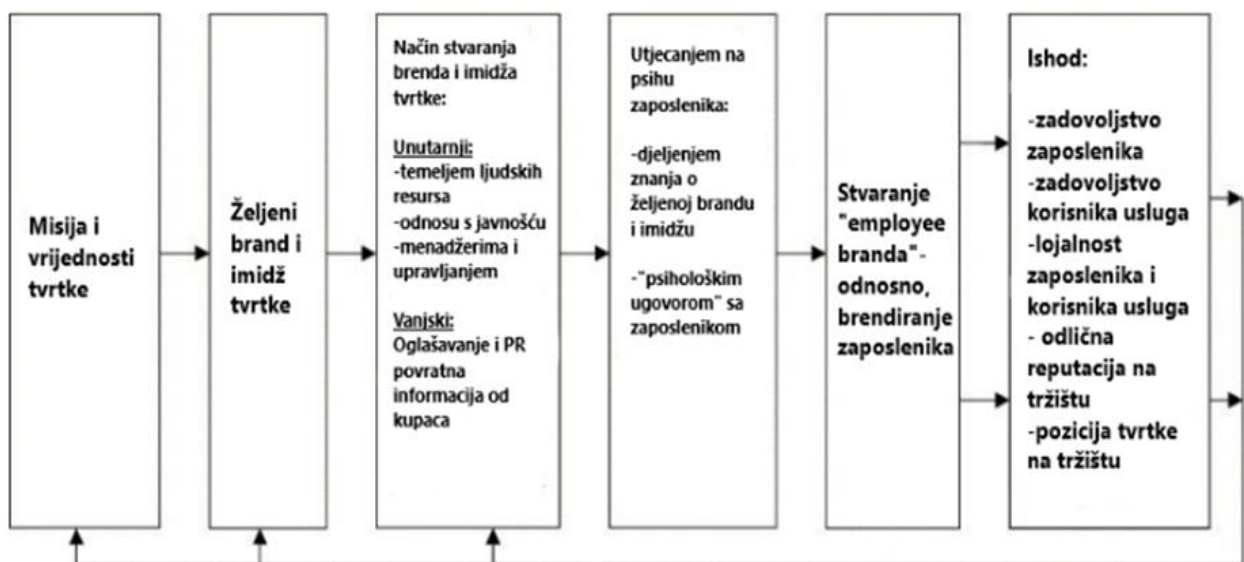 Misija i
vrijednosti
tvrtke
Željeni
brand i
imidž
tvrtke
Način stvaranja
brenda i imidža
tvrtke:
Unutarnji:
-temeljem ljudskih
resursa
-odnosu s javnošću
-menadžerima i
upravljanjem
Vanjski:
Oglašavanje i PR
povratna
informacija od
kupaca
Utjecanjem na
psihu
zaposlenika:
-djeljenjem
znanja o
željenoj brandu
i imidžu
-"psihološkim
ugovorom" sa
zaposlenikom
Stvaranje
"employee
branda"-
odnosno,
brendiranje
zaposlenika
Ishod:
-zadovoljstvo
zaposlenika
-zadovoljstvo
korisnika usluga
-lojalnost
zaposlenika i
korisnika usluga
- odlična
reputacija na
tržištu
-pozicija tvrtke
na tržištu